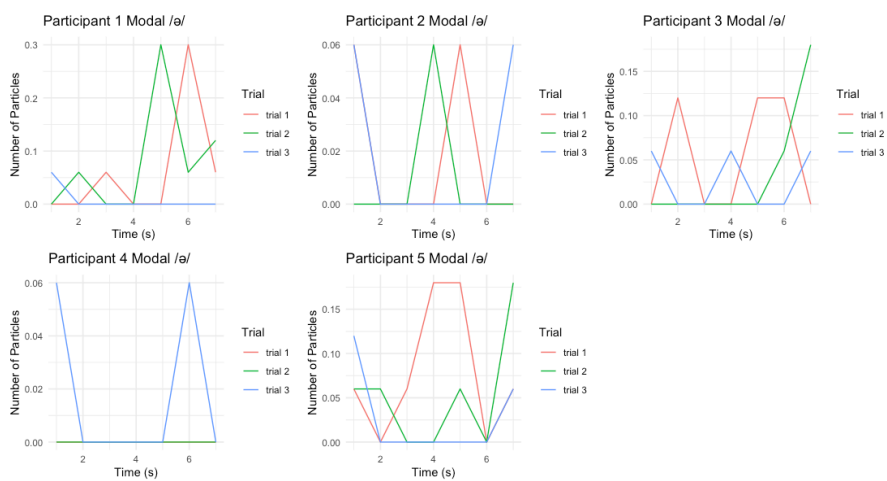 Participant 1 Modal /ə/
Number of Particles
0.3
0.2
0.1
0.0
2
4
6
Time (s)
Trial
trial 1
trial 2
trial 3
Participant 2 Modal /ə/
Number of Particles
0.06
0.04
0.02
0.00
2
4
6
Time (s)
Trial
trial 1
trial 2
trial 3
Participant 3 Modal /ə/
Number of Particles
0.15
0.10
0.05
0.00
2
4
6
Time (s)
Trial
trial 1
trial 2
trial 3
Participant 4 Modal /ə/
Number of Particles
0.06
0.04
0.02
0.00
2
4
6
Time (s)
Trial
trial 1
trial 2
trial 3
Participant 5 Modal /ə/
Number of Particles
0.15
0.10
0.05
0.00
2
4
6
Time (s)
Trial
trial 1
trial 2
trial 3